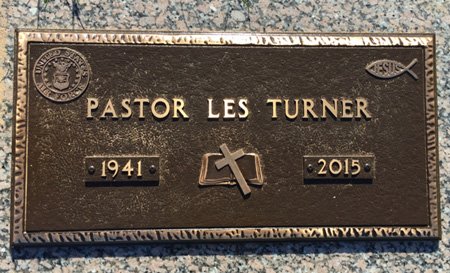 UNITED STATES
AIR FORCE
JESUS
PASTOR LES TURNER
1941
2015